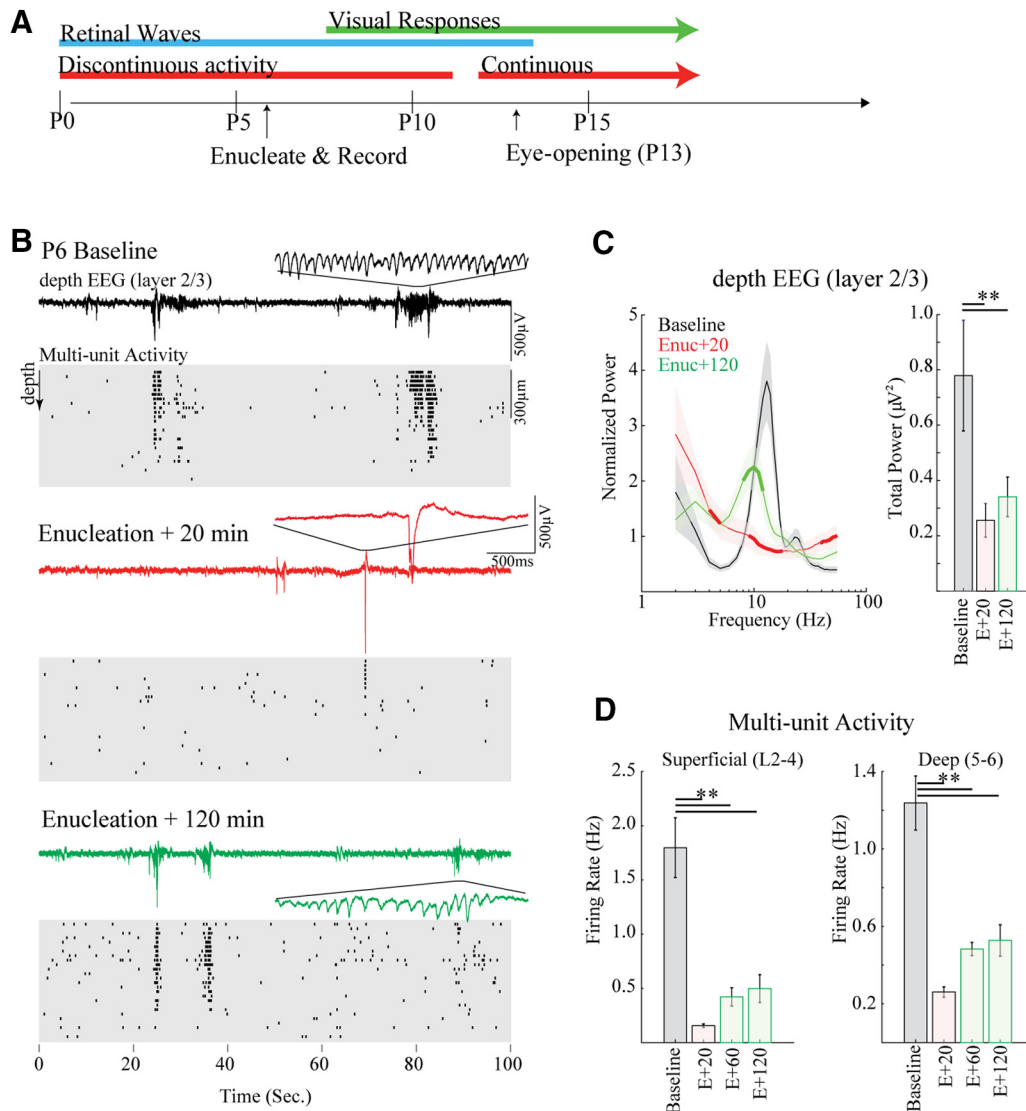 A
Visual Responses
Retinal Waves
Discontinuous activity
Continuous
P0
P5
P10
P15
Enucleate & Record
Eye-opening (P13)
B
P6 Baseline
depth EEG (layer 2/3)
500μV
Multi-unit Activity
depth
300μm
Enucleation + 20 min
500μV
500ms
Enucleation + 120 min
0
20
40
60
80
100
Time (Sec.)
C
depth EEG (layer 2/3)
Baseline
Enuc+20
Enuc+120
Normalized Power
5
4
3
2
1
1
10
100
Frequency (Hz)
**
Total Power (μV²)
1.0
0.8
0.6
0.4
0.2
Baseline
E+20
E+120
D
Multi-unit Activity
Superficial (L2-4)
**
Firing Rate (Hz)
2.5
2.0
1.5
1.0
0.5
Baseline
E+20
E+60
E+120
Deep (5-6)
**
Firing Rate (Hz)
1.4
1.0
0.6
0.2
Baseline
E+20
E+60
E+120